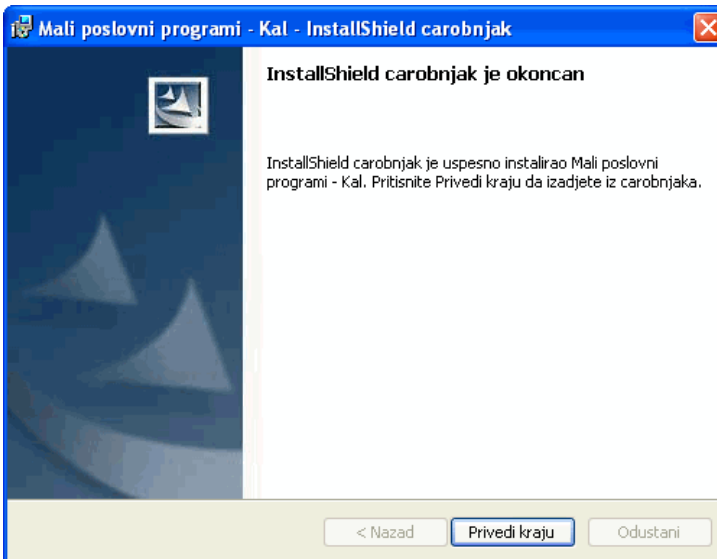 Mali poslovni programi - Kal - InstallShield carobnjak
InstallShield carobnjak je okoncan
InstallShield carobnjak je uspesno instalirao Mali poslovni
programi - Kal. Pritisnite Privedi kraju da izadjete iz carobnjaka.
< Nazad
Privedi kraju
Odustani